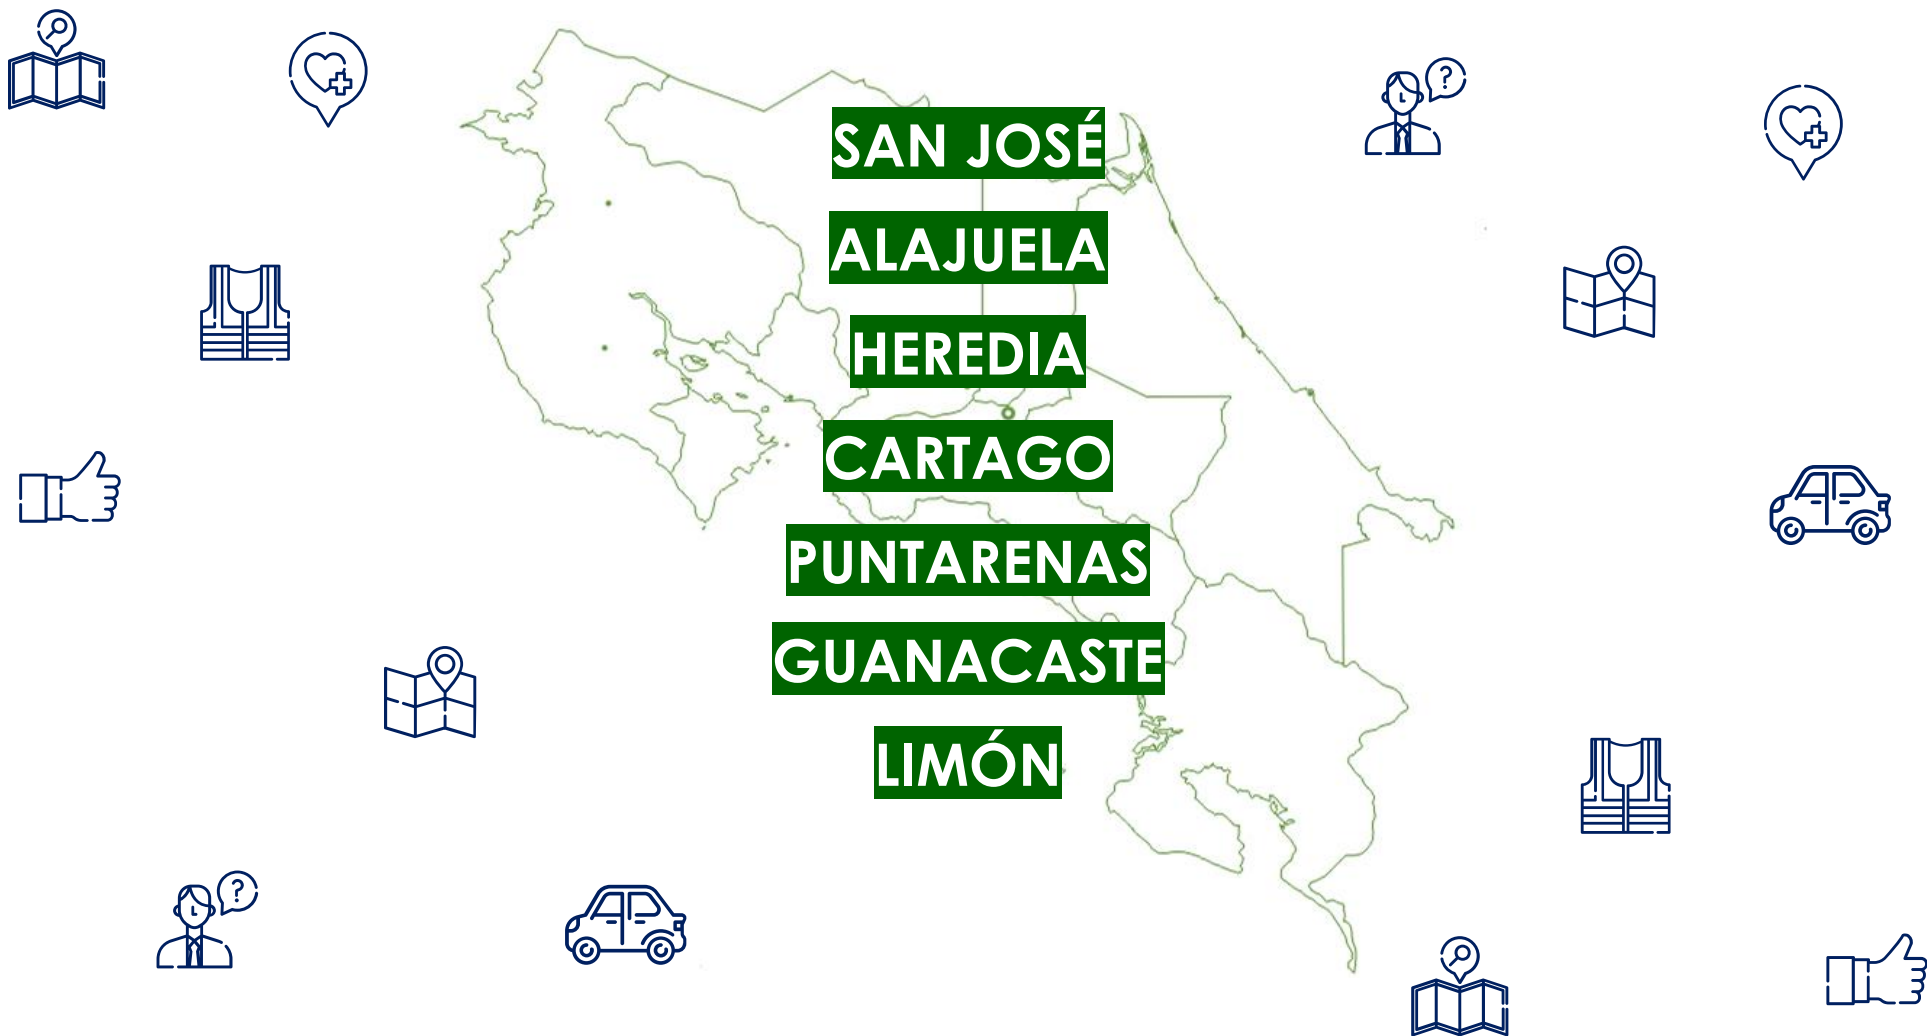 SAN JOSÉ
ALAJUELA
HEREDIA
CARTAGO
PUNTARENAS
GUANACASTE
LIMÓN